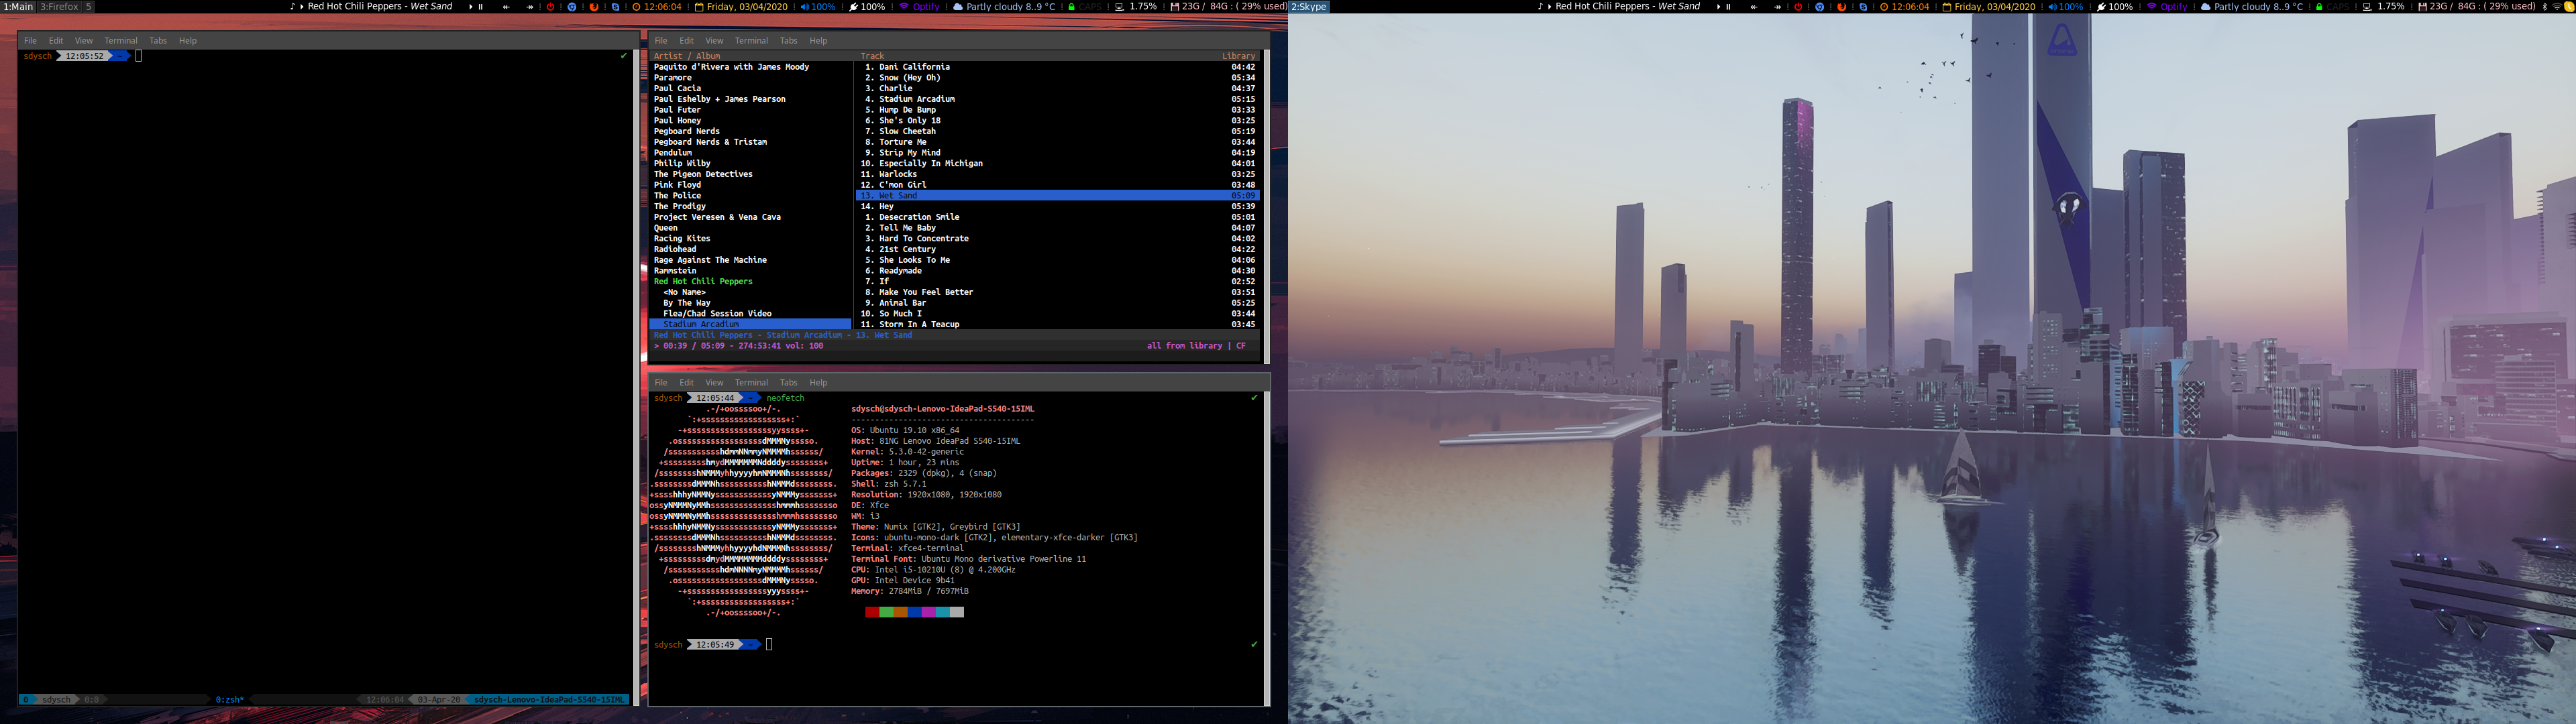 1:Main 3:Firefox 5 Red Hot Chili Peppers - Wet Sand 12:06:04 Friday, 03/04/2020 100% 100% Optify Partly cloudy 8..9 °C CAPS 1.75% 23G / 84G : ( 29% used)
2:Skype Red Hot Chili Peppers - Wet Sand 12:06:04 Friday, 03/04/2020 100% 100% Optify Partly cloudy 8..9 °C CAPS 1.75% 23G / 84G : ( 29% used)
File Edit View Terminal Tabs Help
sdysch 12:05:52 ~
0 sdysch 0:0 0:zsh* 12:06:04 03-Apr-20 sdysch-Lenovo-IdeaPad-S540-15IML
File Edit View Terminal Tabs Help
Artist / Album Track Library
Paquito d'Rivera with James Moody 1. Dani California 04:42
Paramore 2. Snow (Hey Oh) 05:34
Paul Cacia 3. Charlie 04:37
Paul Eshelby + James Pearson 4. Stadium Arcadium 05:15
Paul Futer 5. Hump De Bump 03:33
Paul Honey 6. She's Only 18 03:25
Pegboard Nerds 7. Slow Cheetah 05:19
Pegboard Nerds & Tristam 8. Torture Me 03:44
Pendulum 9. Strip My Mind 04:19
Philip Wilby 10. Especially In Michigan 04:01
The Pigeon Detectives 11. Warlocks 03:25
Pink Floyd 12. C'mon Girl 03:48
The Police 13. Wet Sand 05:09
The Prodigy 14. Hey 05:39
Project Veresen & Vena Cava 1. Desecration Smile 05:01
Queen 2. Tell Me Baby 04:07
Racing Kites 3. Hard To Concentrate 04:02
Radiohead 4. 21st Century 04:22
Rage Against The Machine 5. She Looks To Me 04:06
Rammstein 6. Readymade 04:30
Red Hot Chili Peppers 7. If 02:52
<No Name> 8. Make You Feel Better 03:51
By The Way 9. Animal Bar 05:25
Flea/Chad Session Video 10. So Much I 03:44
Stadium Arcadium 11. Storm In A Teacup 03:45
Red Hot Chili Peppers - Stadium Arcadium - 13. Wet Sand
> 00:39 / 05:09 - 274:53:41 vol: 100 all from library | CF
File Edit View Terminal Tabs Help
sdysch 12:05:44 ~ neofetch
sdysch@sdysch-Lenovo-IdeaPad-S540-15IML
-----------------------------------
OS: Ubuntu 19.10 x86_64
Host: 81NG Lenovo IdeaPad S540-15IML
Kernel: 5.3.0-42-generic
Uptime: 1 hour, 23 mins
Packages: 2329 (dpkg), 4 (snap)
Shell: zsh 5.7.1
Resolution: 1920x1080, 1920x1080
DE: Xfce
WM: i3
Theme: Numix [GTK2], Greybird [GTK3]
Icons: ubuntu-mono-dark [GTK2], elementary-xfce-darker [GTK3]
Terminal: xfce4-terminal
Terminal Font: Ubuntu Mono derivative Powerline 11
CPU: Intel i5-10210U (8) @ 4.200GHz
GPU: Intel Device 9b41
Memory: 2784MiB / 7697MiB
sdysch 12:05:49 ~